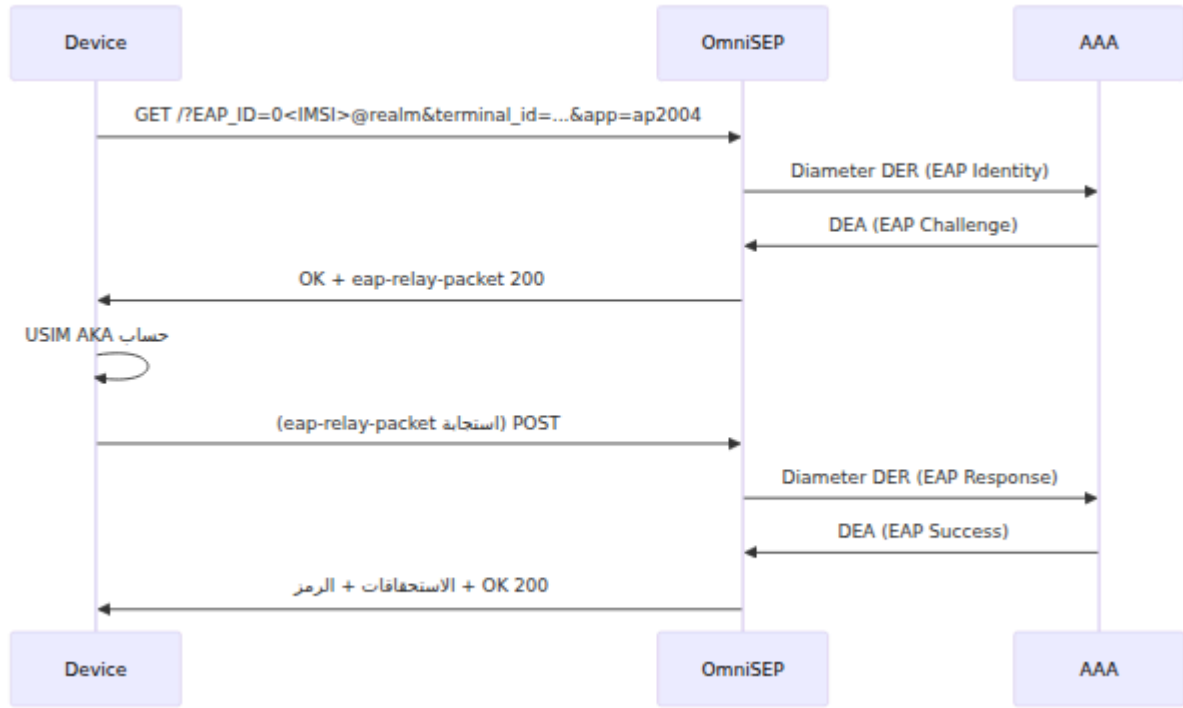 Device
OmniSEP
AAA
GET /?EAP_ID=0<IMSI>@realm&terminal_id=...&app=ap2004
Diameter DER (EAP Identity)
DEA (EAP Challenge)
OK + eap-relay-packet 200
حساب USIM AKA
POST (استجابة eap-relay-packet)
Diameter DER (EAP Response)
DEA (EAP Success)
200 OK + الاستحقاقات + الرمز
Device
OmniSEP
AAA